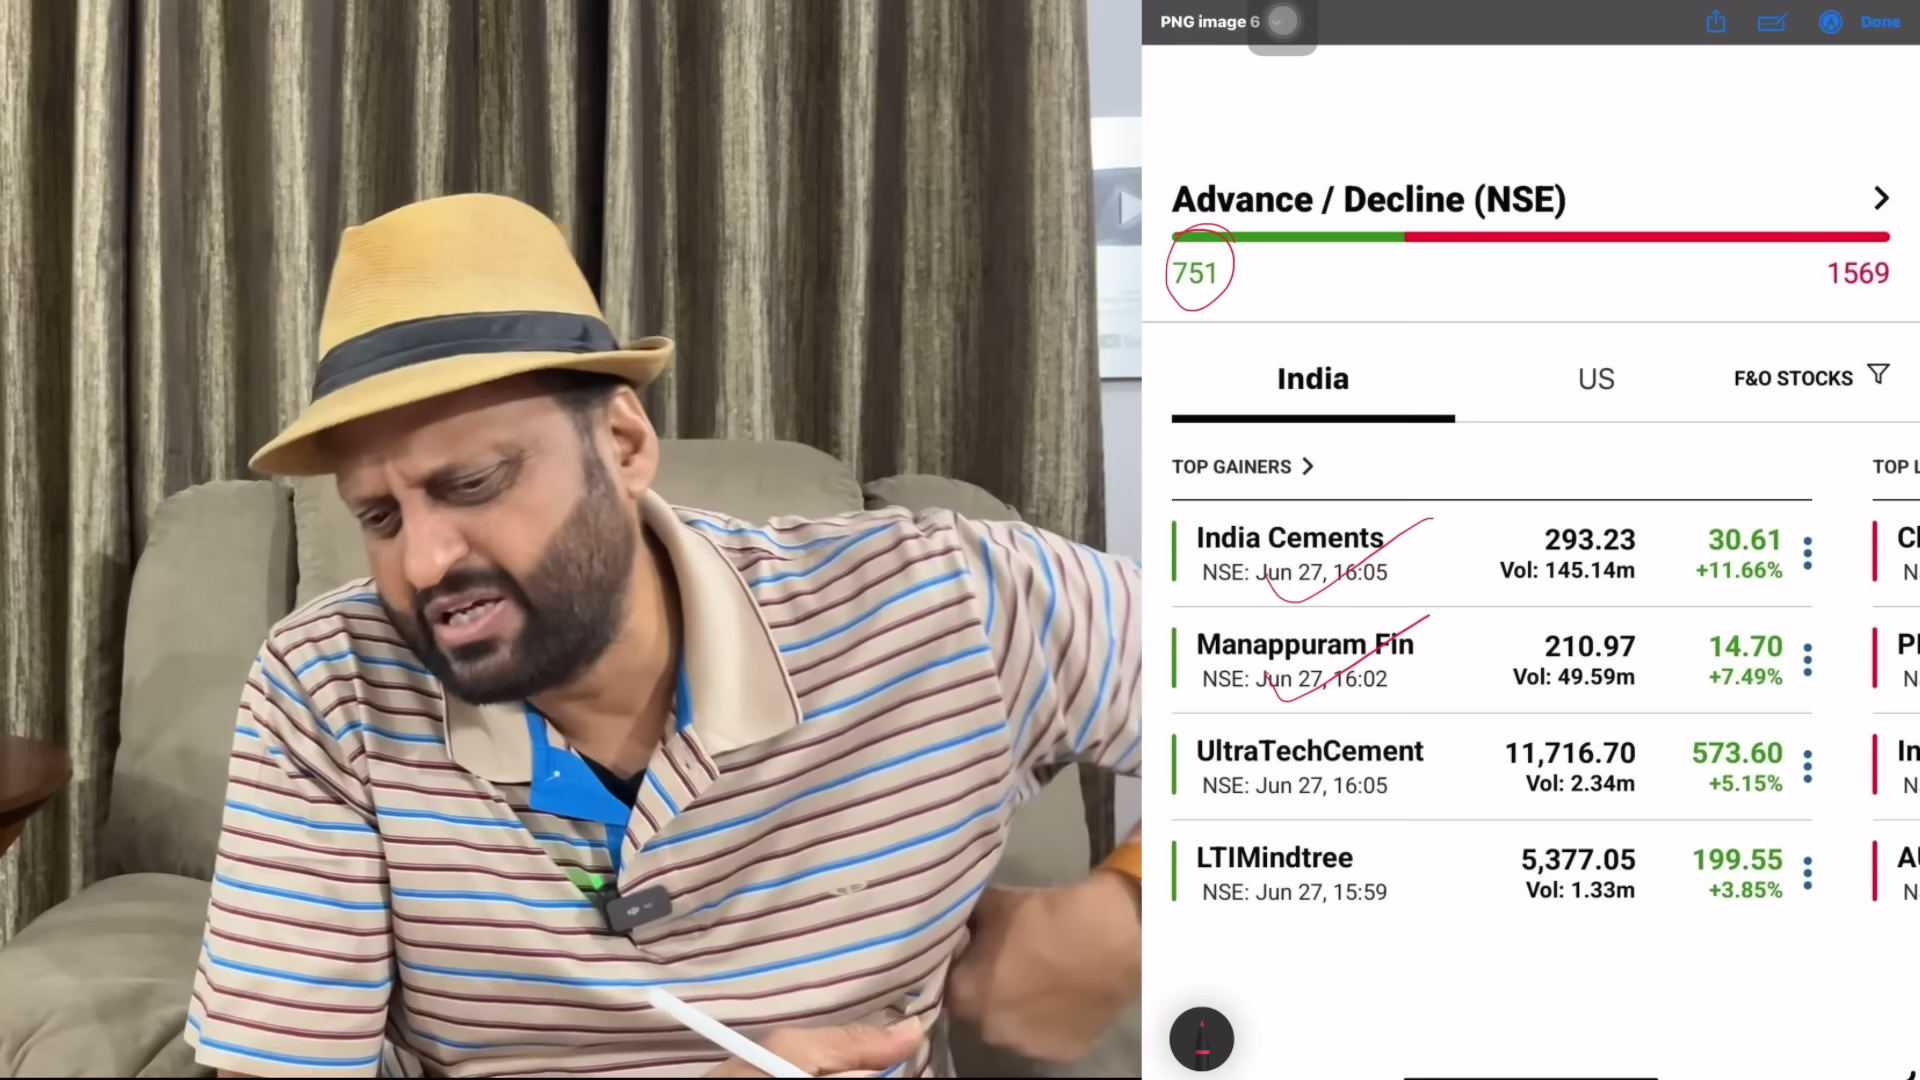 PNG image 6
Done
Advance / Decline (NSE)
751 1569
India US F&O STOCKS
TOP GAINERS TOP L
India Cements 293.23 30.61
NSE: Jun 27, 16:05 Vol: 145.14m +11.66%
Manappuram Fin 210.97 14.70
NSE: Jun 27, 16:02 Vol: 49.59m +7.49%
UltraTechCement 11,716.70 573.60
NSE: Jun 27, 16:05 Vol: 2.34m +5.15%
LTIMindtree 5,377.05 199.55
NSE: Jun 27, 15:59 Vol: 1.33m +3.85%